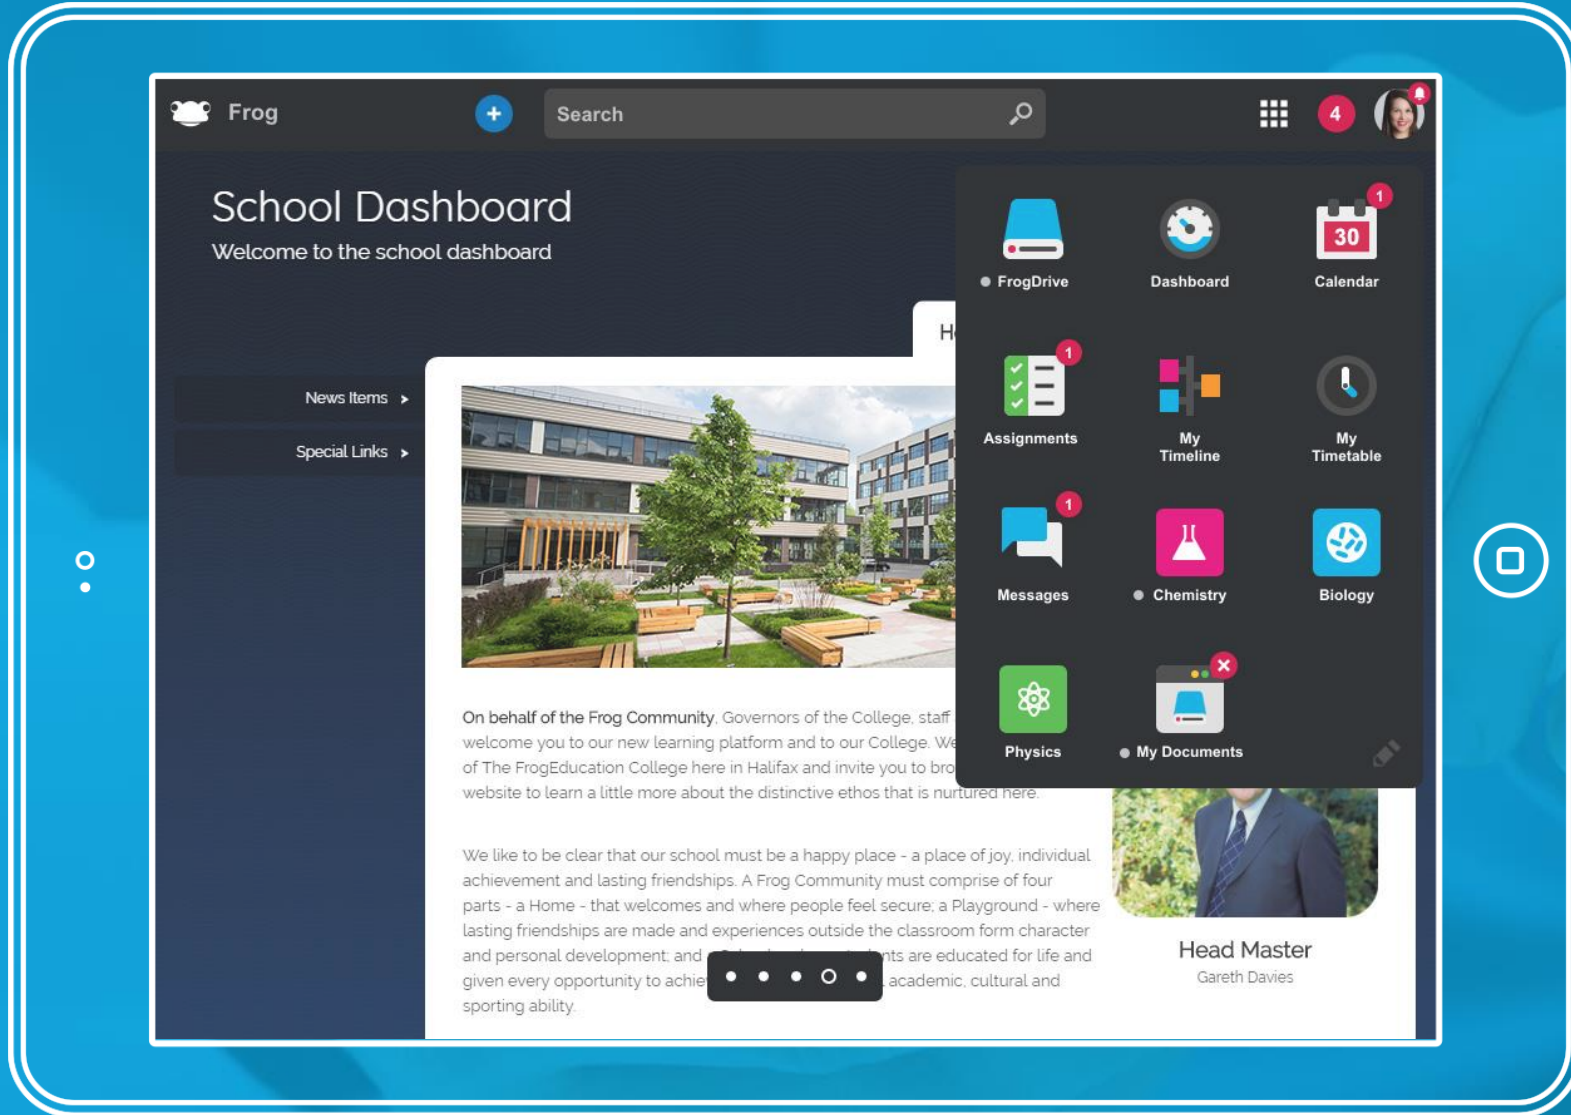 Frog
Search
4
School Dashboard
Welcome to the school dashboard
News Items >
Special Links >
1
30
FrogDrive
Dashboard
Calendar
1
Assignments
My
Timeline
My
Timetable
1
Messages
Chemistry
Biology
Physics
My Documents
On behalf of the Frog Community, Governors of the College, staff
welcome you to our new learning platform and to our College. We
of The FrogEducation College here in Halifax and invite you to bro
website to learn a little more about the distinctive ethos that is nurtured here.
We like to be clear that our school must be a happy place - a place of joy, individual
achievement and lasting friendships. A Frog Community must comprise of four
parts - a Home - that welcomes and where people feel secure; a Playground - where
lasting friendships are made and experiences outside the classroom form character
and personal development; and nts are educated for life and
given every opportunity to achie academic, cultural and
sporting ability.
Head Master
Gareth Davies